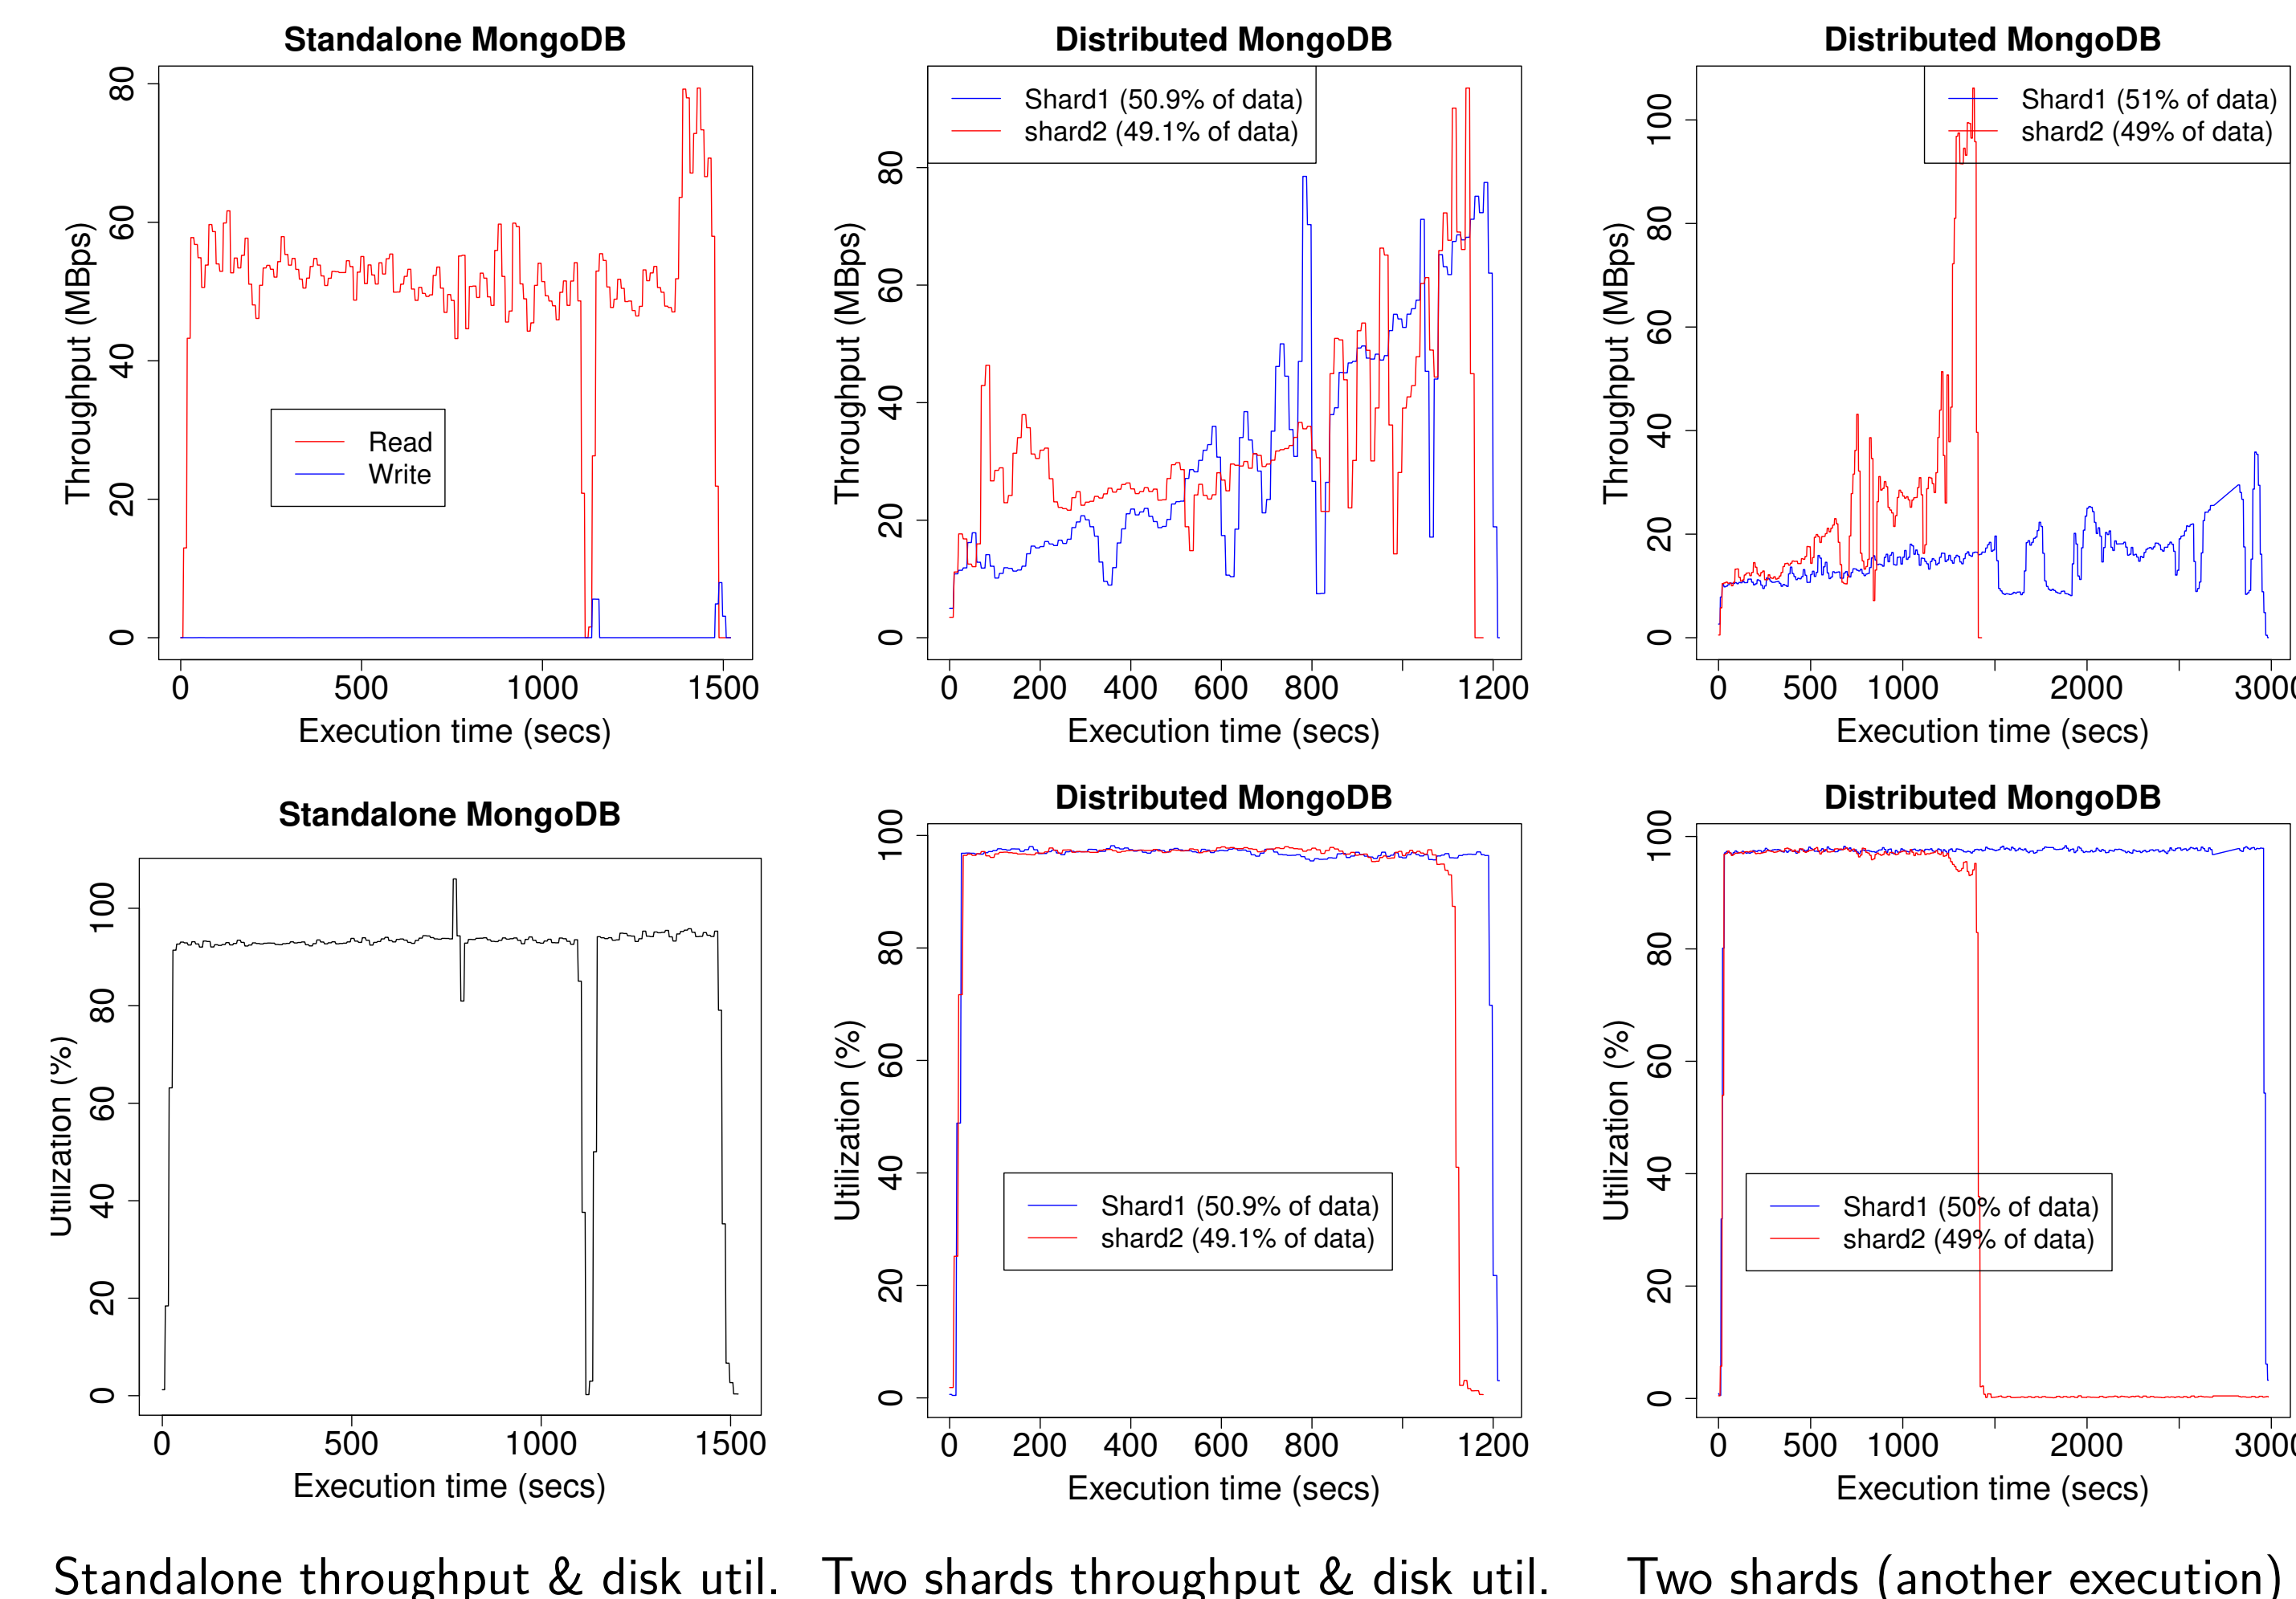 Standalone MongoDB
Throughput (MBps)
80
60
40
20
0
Read
Write
0 500 1000 1500
Execution time (secs)
Distributed MongoDB
Shard1 (50.9% of data)
shard2 (49.1% of data)
Throughput (MBps)
80
60
40
20
0
0 200 400 600 800 1200
Execution time (secs)
Distributed MongoDB
Shard1 (51% of data)
shard2 (49% of data)
Throughput (MBps)
100
80
60
40
20
0
0 500 1000 2000 3000
Execution time (secs)
Standalone MongoDB
Utilization (%)
100
80
60
40
20
0
0 500 1000 1500
Execution time (secs)
Distributed MongoDB
Utilization (%)
100
80
60
40
20
0
Shard1 (50.9% of data)
shard2 (49.1% of data)
0 200 400 600 800 1200
Execution time (secs)
Distributed MongoDB
Utilization (%)
100
80
60
40
20
0
Shard1 (50% of data)
shard2 (49% of data)
0 500 1000 2000 3000
Execution time (secs)
Standalone throughput & disk util.
Two shards throughput & disk util.
Two shards (another execution)